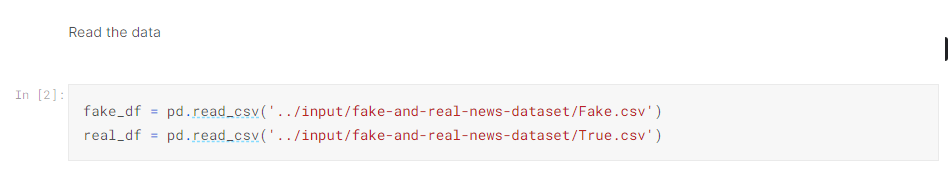 Read the data
In [2]:
fake_df = pd.read_csv('../input/fake-and-real-news-dataset/Fake.csv')
real_df = pd.read_csv('../input/fake-and-real-news-dataset/True.csv')